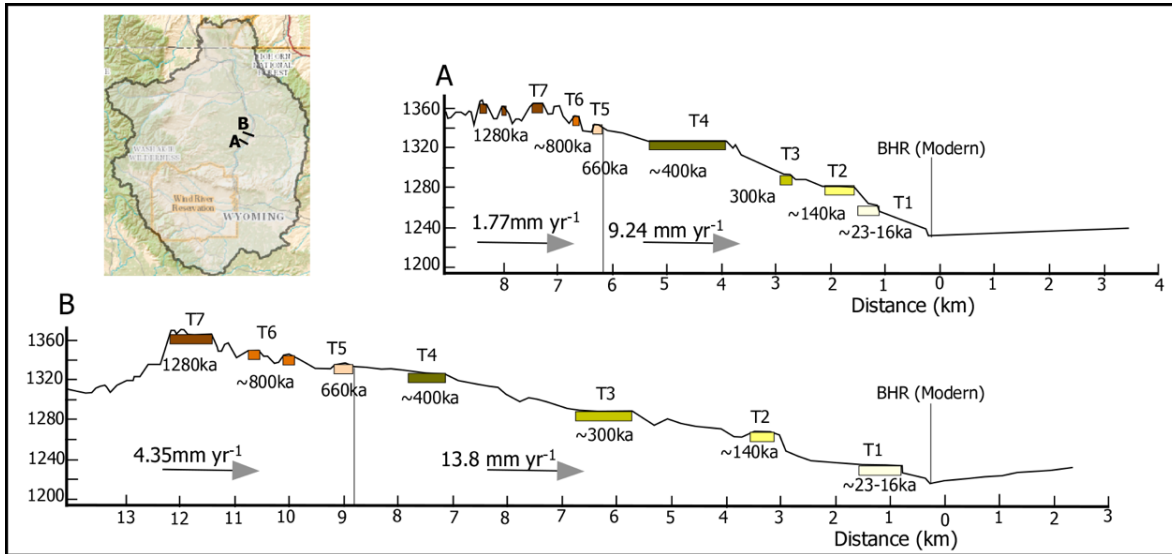 BIGHORN
NATIONAL
FOREST
B
A
WASHAKIE
WILDERNESS
Wind River
Reservation
WYOMING
A
1360
1320
1280
1240
1200
T7
T6
T5
T4
T3
T2
T1
BHR (Modern)
1280ka
~800ka
660ka
~400ka
300ka
~140ka
~23-16ka
1.77mm yr-1
9.24 mm yr-1
8 7 6 5 4 3 2 1 0 1 2 3 4
Distance (km)
B
1360
1320
1280
1240
1200
T7
T6
T5
T4
T3
T2
T1
BHR (Modern)
1280ka
~800ka
660ka
~400ka
~300ka
~140ka
~23-16ka
4.35mm yr-1
13.8 mm yr-1
13 12 11 10 9 8 7 6 5 4 3 2 1 0 1 2 3
Distance (km)